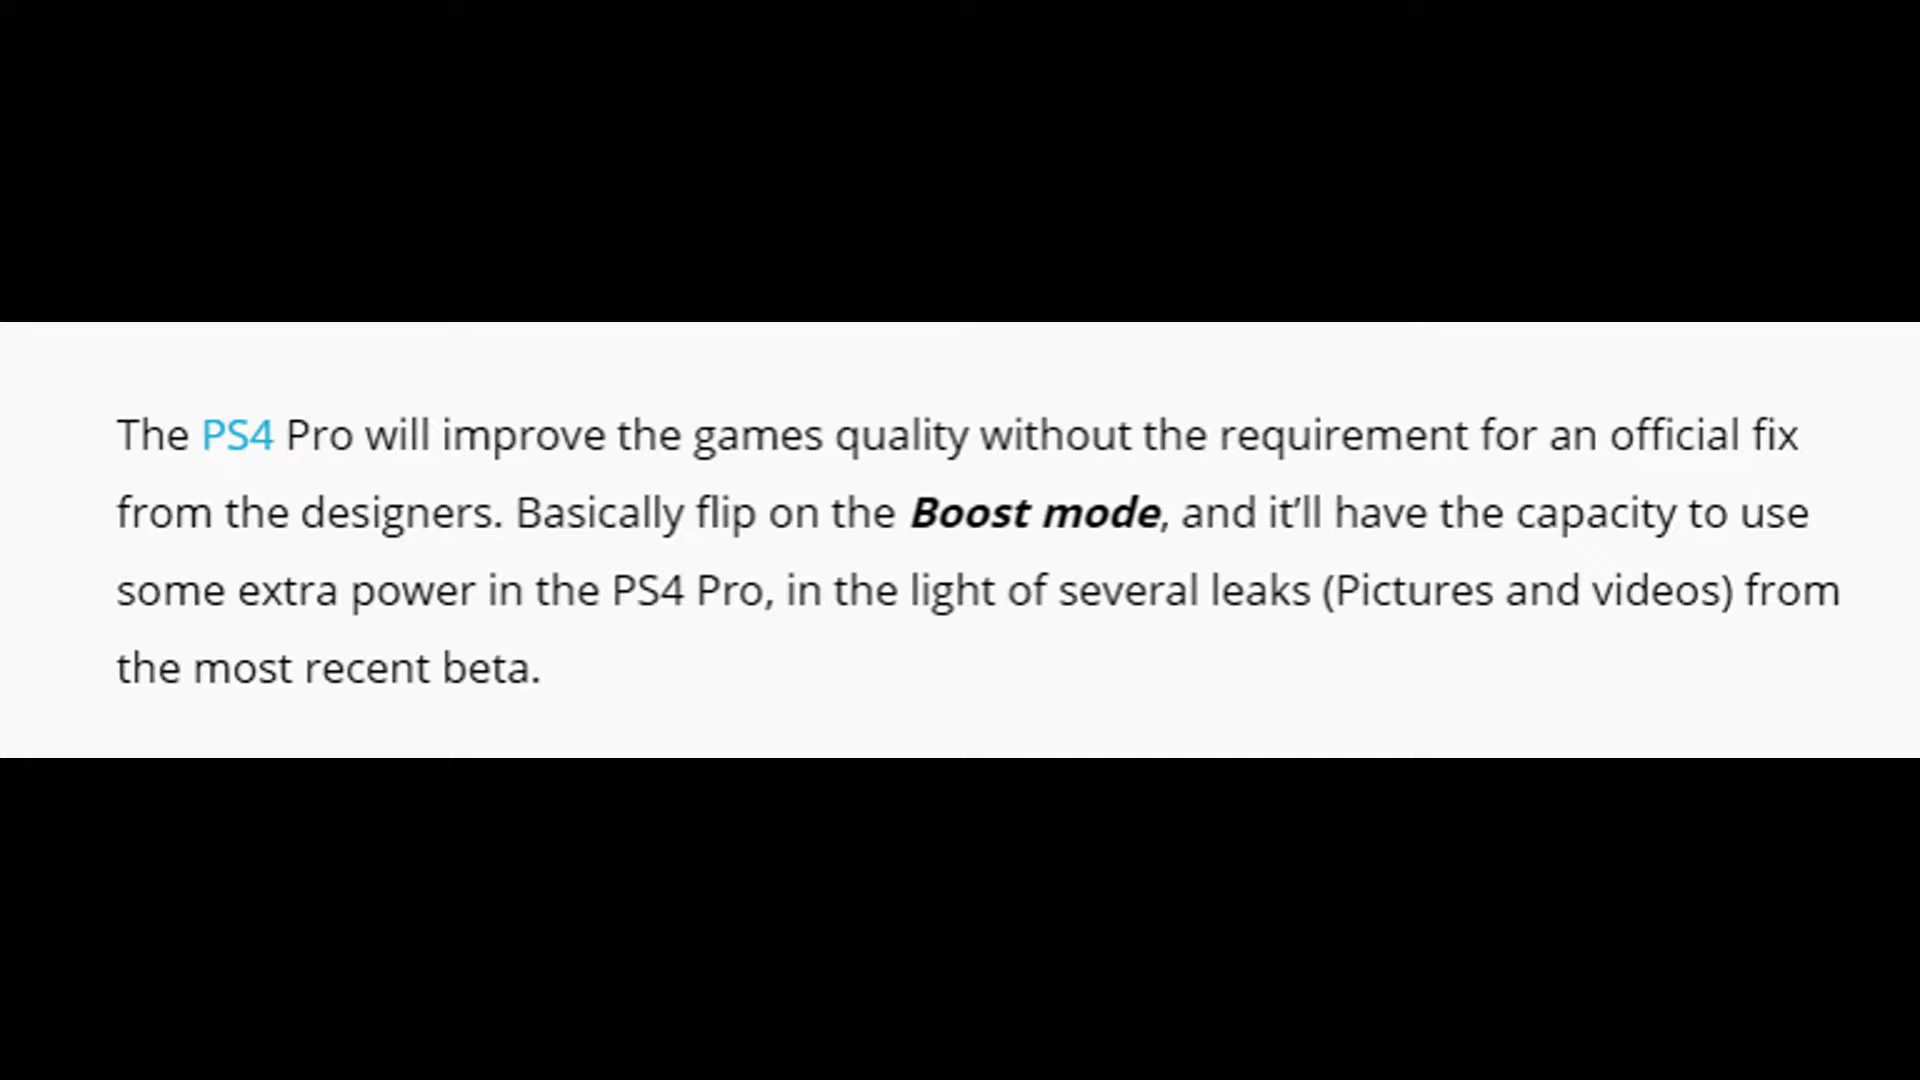 The PS4 Pro will improve the games quality without the requirement for an official fix
from the designers. Basically flip on the Boost mode, and it’ll have the capacity to use
some extra power in the PS4 Pro, in the light of several leaks (Pictures and videos) from
the most recent beta.